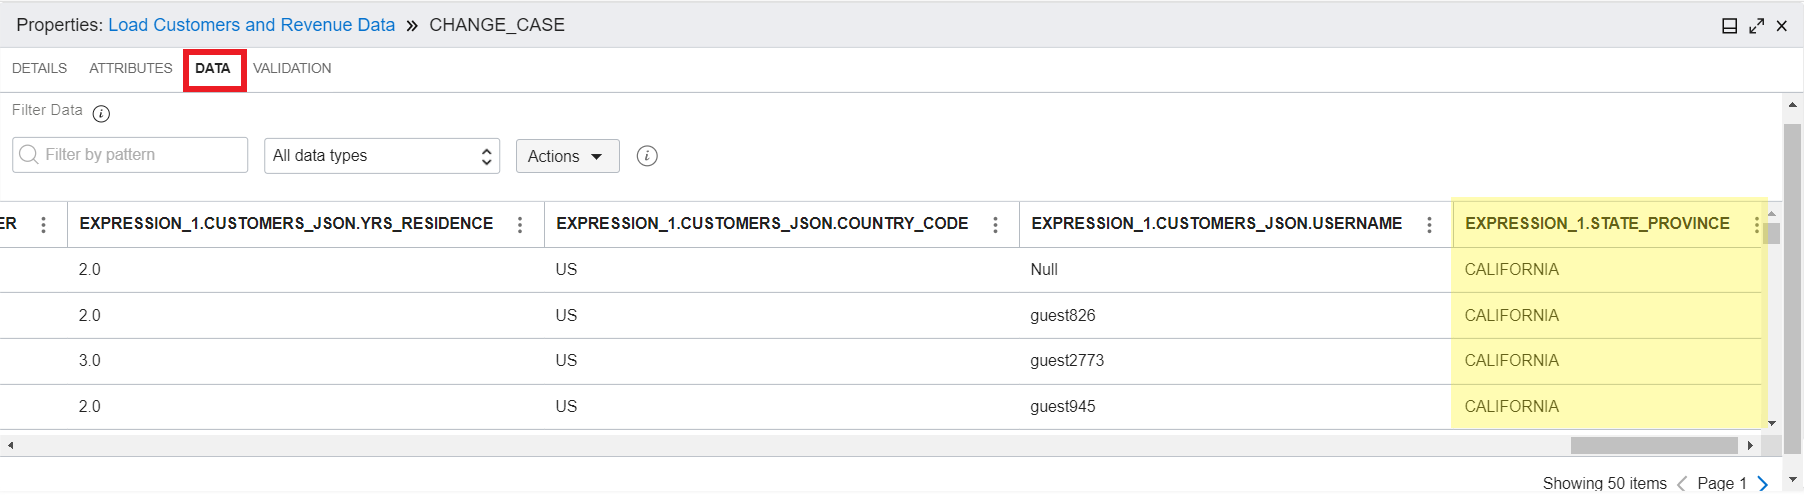 Properties: Load Customers and Revenue Data » CHANGE_CASE
DETAILS ATTRIBUTES DATA VALIDATION
Filter Data i
Filter by pattern All data types Actions i
ER EXPRESSION_1.CUSTOMERS_JSON.YRS_RESIDENCE EXPRESSION_1.CUSTOMERS_JSON.COUNTRY_CODE EXPRESSION_1.CUSTOMERS_JSON.USERNAME EXPRESSION_1.STATE_PROVINCE
2.0 US Null CALIFORNIA
2.0 US guest826 CALIFORNIA
3.0 US guest2773 CALIFORNIA
2.0 US guest945 CALIFORNIA
Showing 50 items Page 1